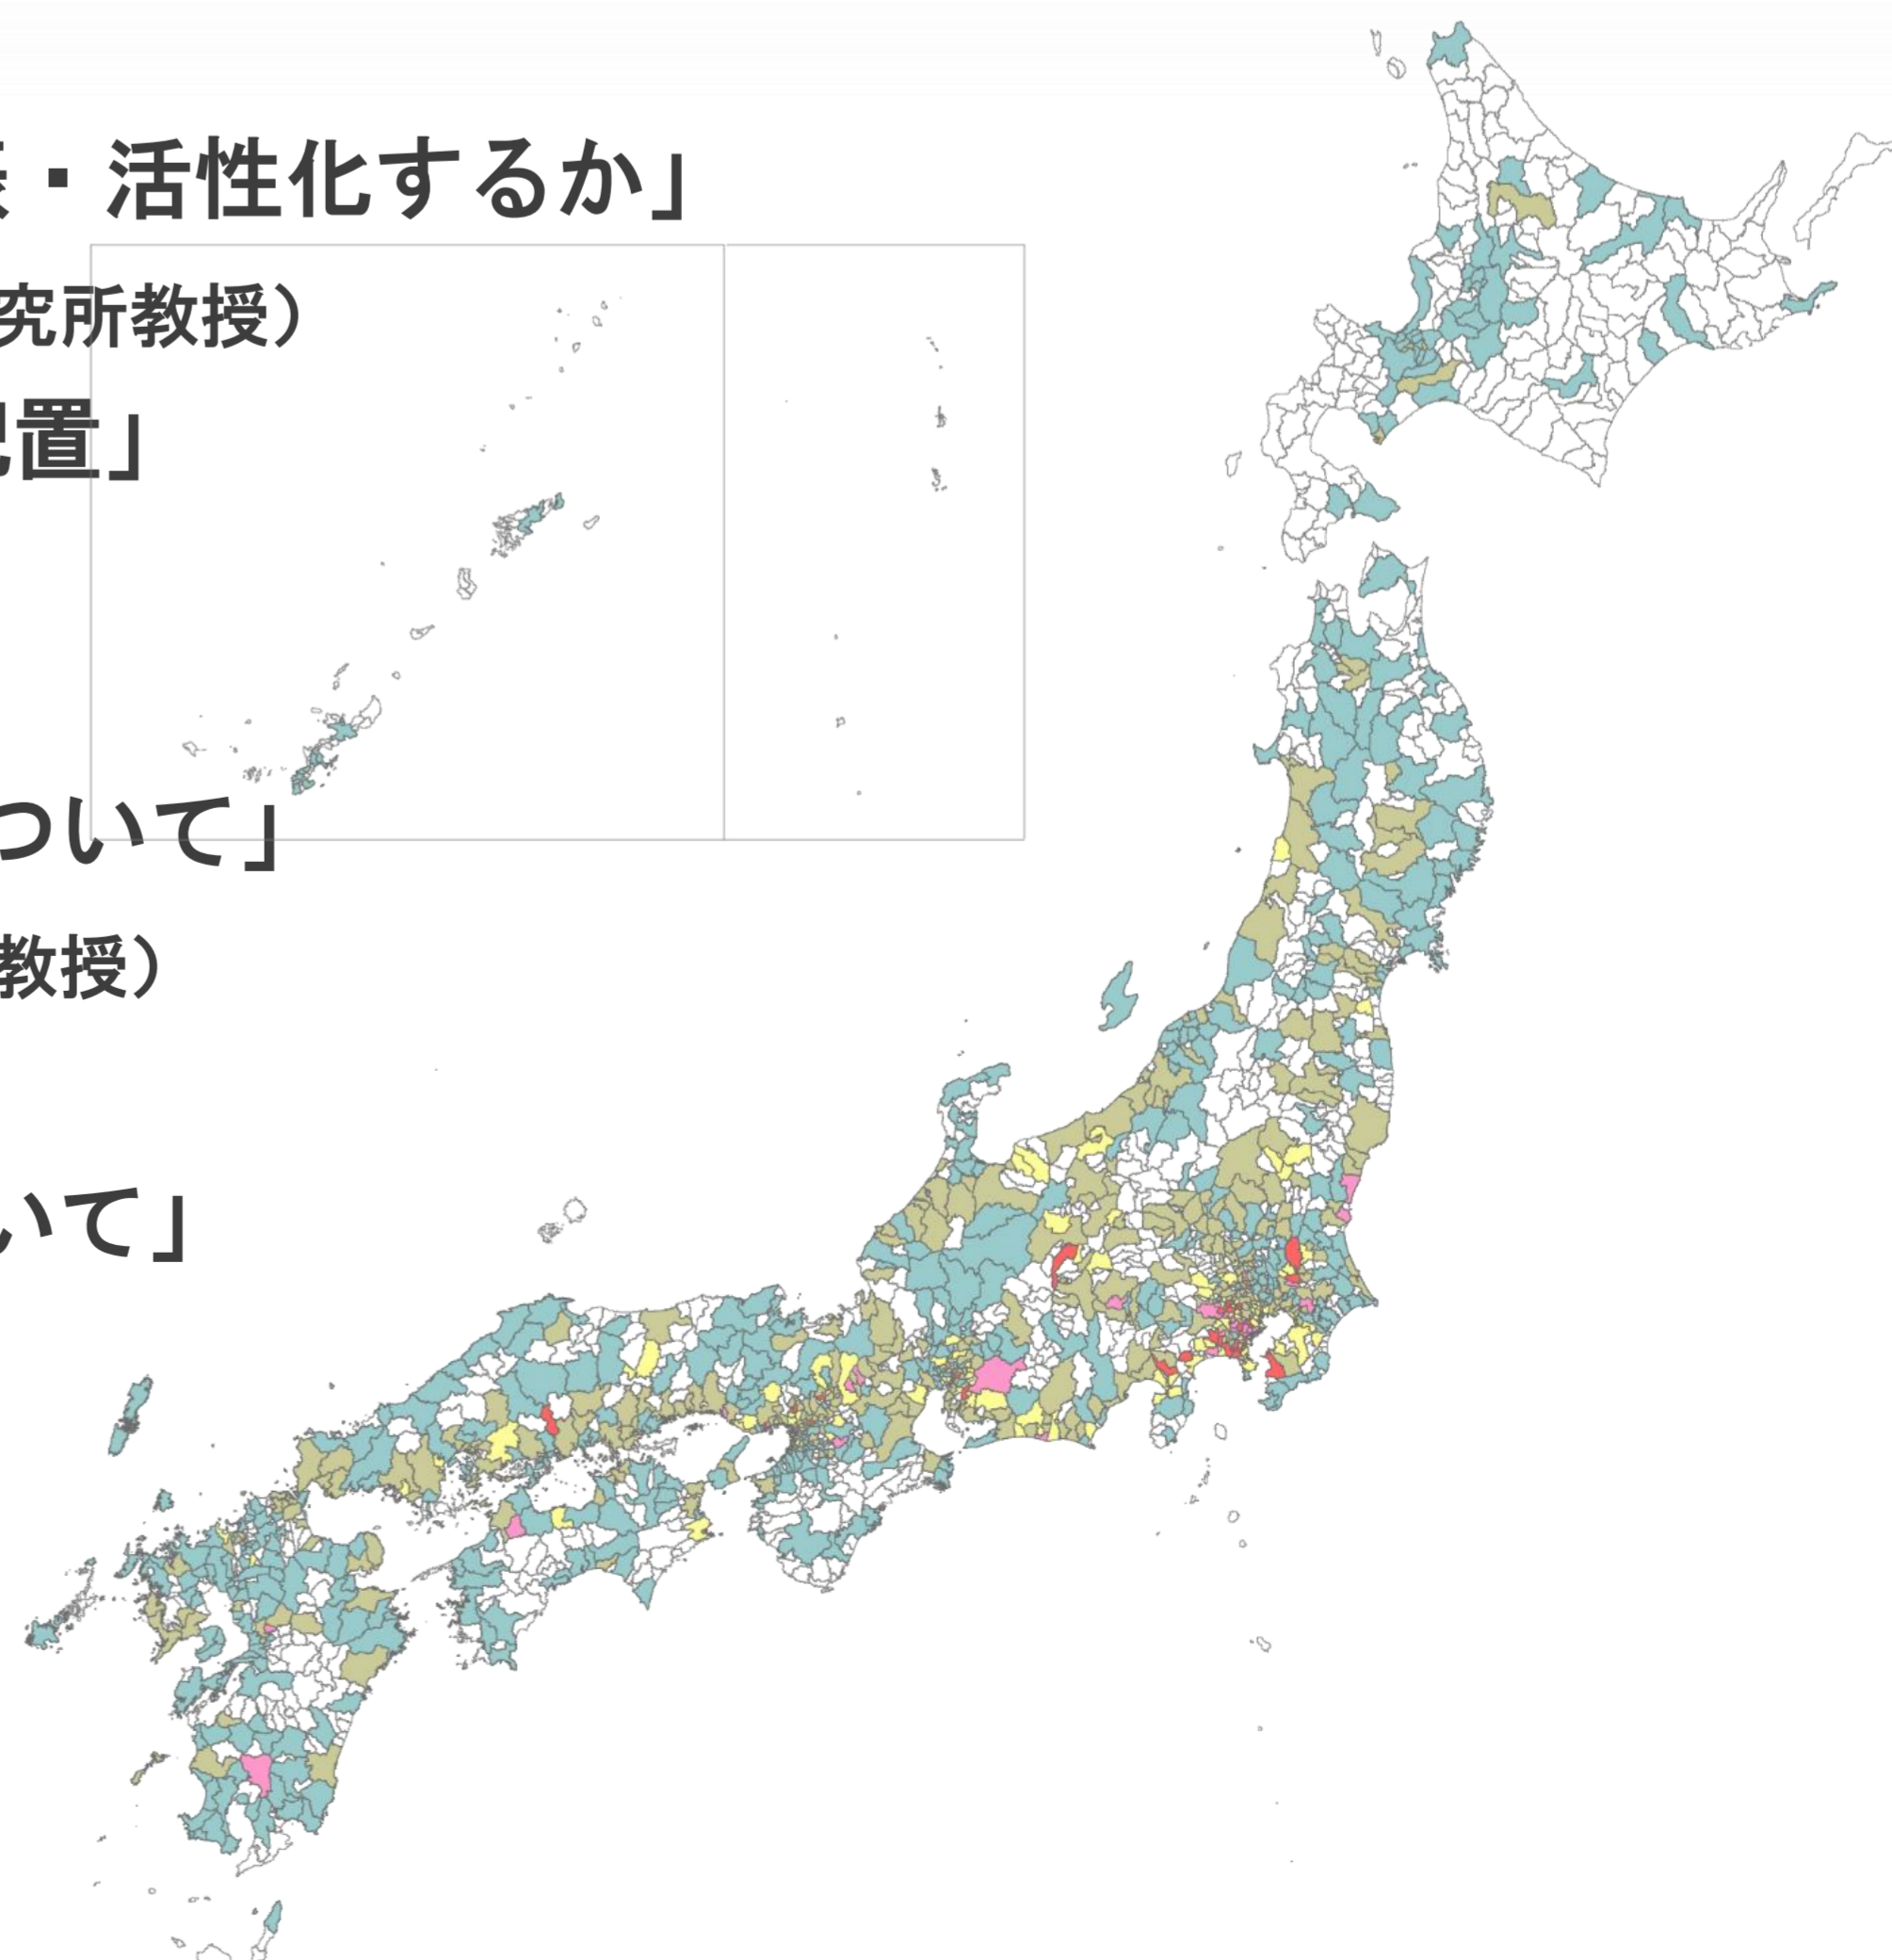 ・活性化するか」
究所教授）
置」
ついて」
教授）
いて」